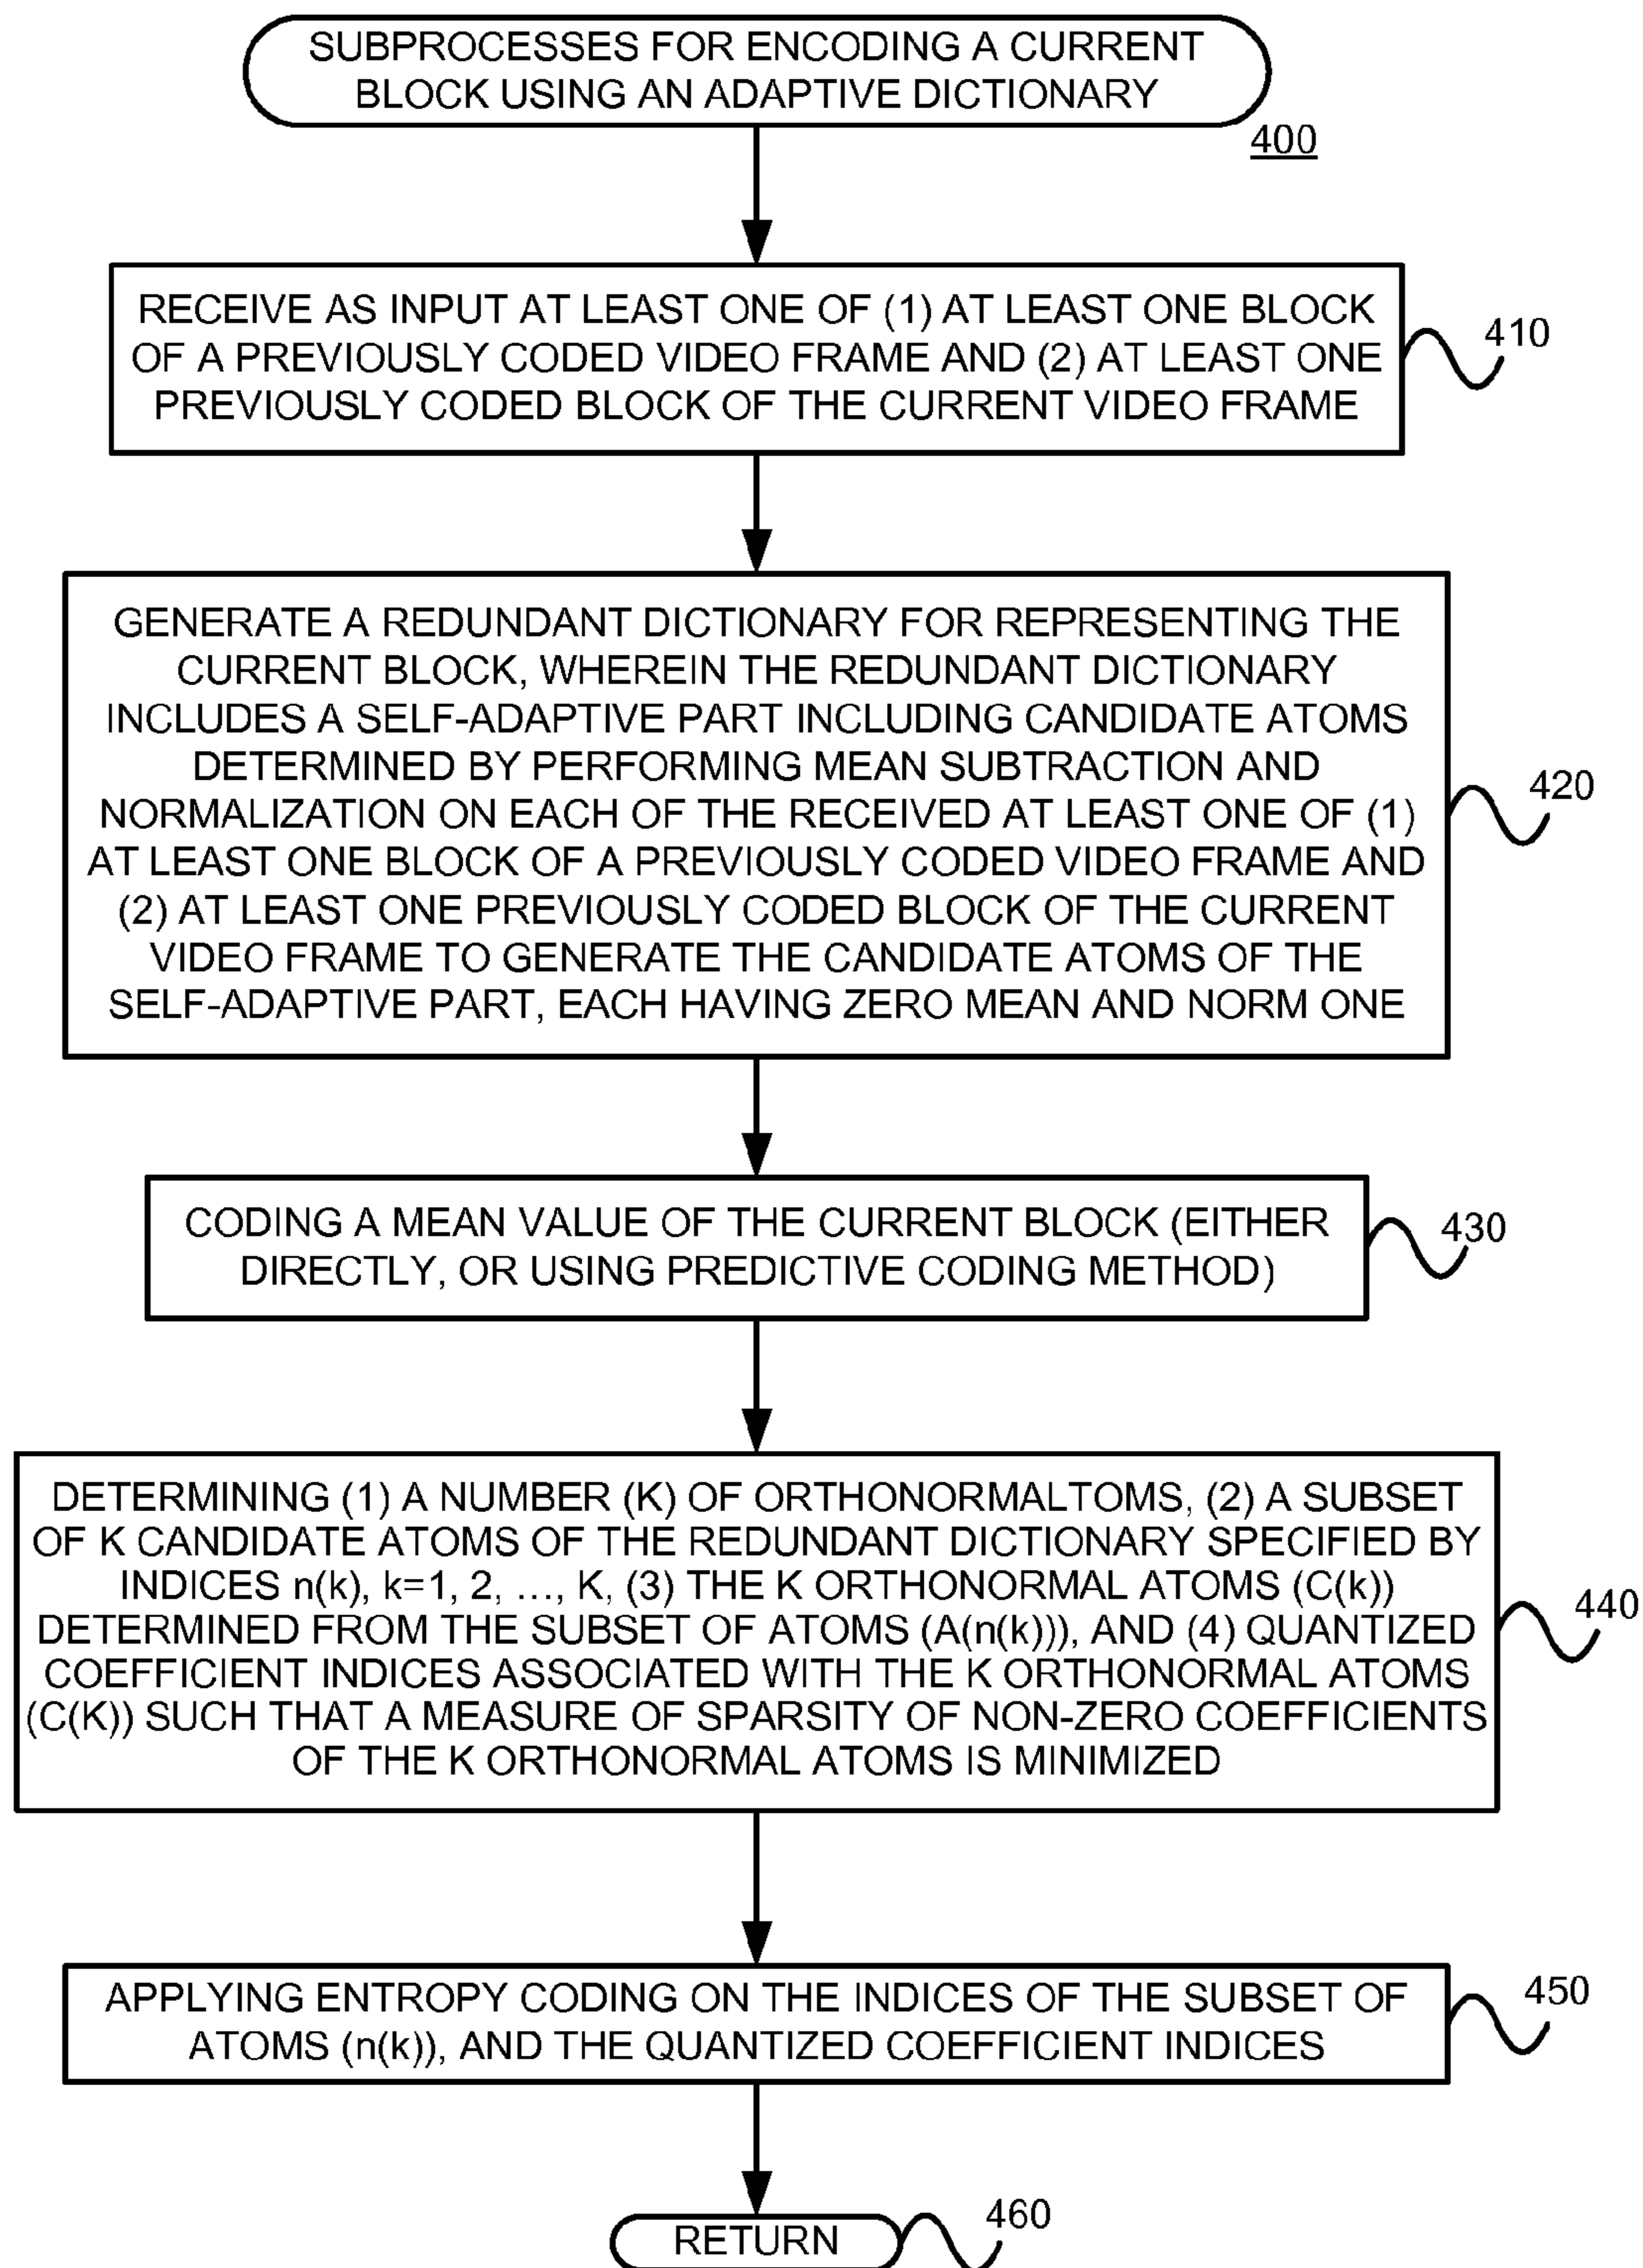 SUBPROCESSES FOR ENCODING A CURRENT
BLOCK USING AN ADAPTIVE DICTIONARY
400
RECEIVE AS INPUT AT LEAST ONE OF (1) AT LEAST ONE BLOCK
OF A PREVIOUSLY CODED VIDEO FRAME AND (2) AT LEAST ONE
PREVIOUSLY CODED BLOCK OF THE CURRENT VIDEO FRAME
410
GENERATE A REDUNDANT DICTIONARY FOR REPRESENTING THE
CURRENT BLOCK, WHEREIN THE REDUNDANT DICTIONARY
INCLUDES A SELF-ADAPTIVE PART INCLUDING CANDIDATE ATOMS
DETERMINED BY PERFORMING MEAN SUBTRACTION AND
NORMALIZATION ON EACH OF THE RECEIVED AT LEAST ONE OF (1)
AT LEAST ONE BLOCK OF A PREVIOUSLY CODED VIDEO FRAME AND
(2) AT LEAST ONE PREVIOUSLY CODED BLOCK OF THE CURRENT
VIDEO FRAME TO GENERATE THE CANDIDATE ATOMS OF THE
SELF-ADAPTIVE PART, EACH HAVING ZERO MEAN AND NORM ONE
420
CODING A MEAN VALUE OF THE CURRENT BLOCK (EITHER
DIRECTLY, OR USING PREDICTIVE CODING METHOD)
430
DETERMINING (1) A NUMBER (K) OF ORTHONORMALTOMS, (2) A SUBSET
OF K CANDIDATE ATOMS OF THE REDUNDANT DICTIONARY SPECIFIED BY
INDICES n(k), k=1, 2, ..., K, (3) THE K ORTHONORMAL ATOMS (C(k))
DETERMINED FROM THE SUBSET OF ATOMS (A(n(k))), AND (4) QUANTIZED
COEFFICIENT INDICES ASSOCIATED WITH THE K ORTHONORMAL ATOMS
(C(K)) SUCH THAT A MEASURE OF SPARSITY OF NON-ZERO COEFFICIENTS
OF THE K ORTHONORMAL ATOMS IS MINIMIZED
440
APPLYING ENTROPY CODING ON THE INDICES OF THE SUBSET OF
ATOMS (n(k)), AND THE QUANTIZED COEFFICIENT INDICES
450
RETURN
460